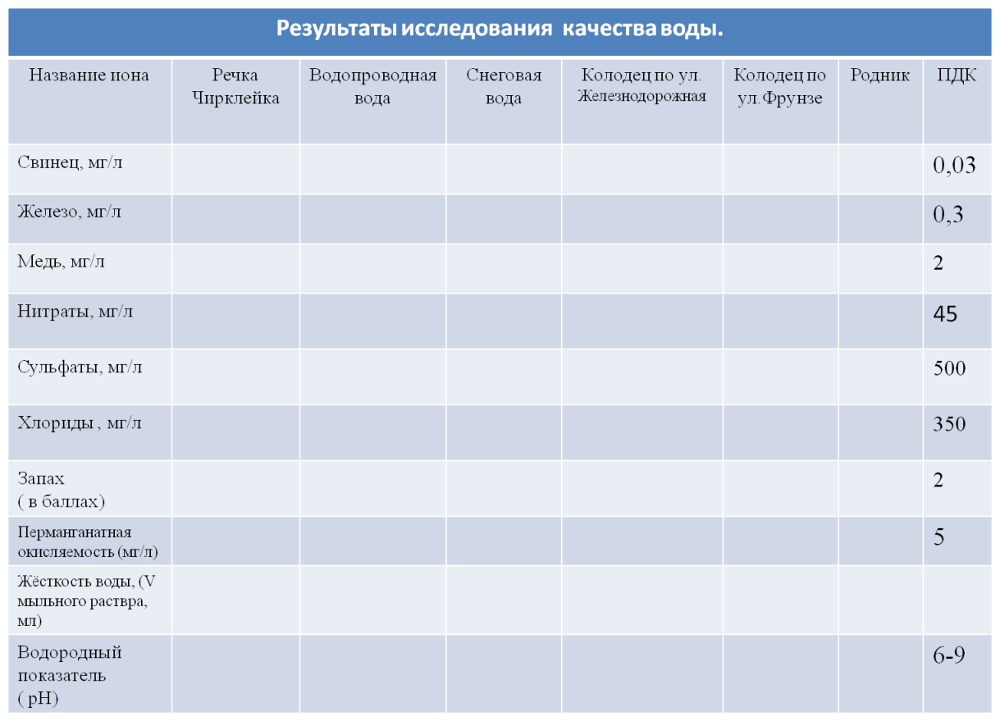 Результаты исследования качества воды.
Название иона
Речка
Чирклейка
Водопроводная
вода
Снеговая
вода
Колодец по ул.
Железнодорожная
Колодец по
ул.Фрунзе
Родник
ПДК
Свинец, мг/л
0,03
Железо, мг/л
0,3
Медь, мг/л
2
Нитраты, мг/л
45
Сульфаты, мг/л
500
Хлориды , мг/л
350
Запах
( в баллах)
2
Перманганатная
окисляемость (мг/л)
5
Жёсткость воды, (V
мыльного раствра,
мл)
Водородный
показатель
( рН)
6-9